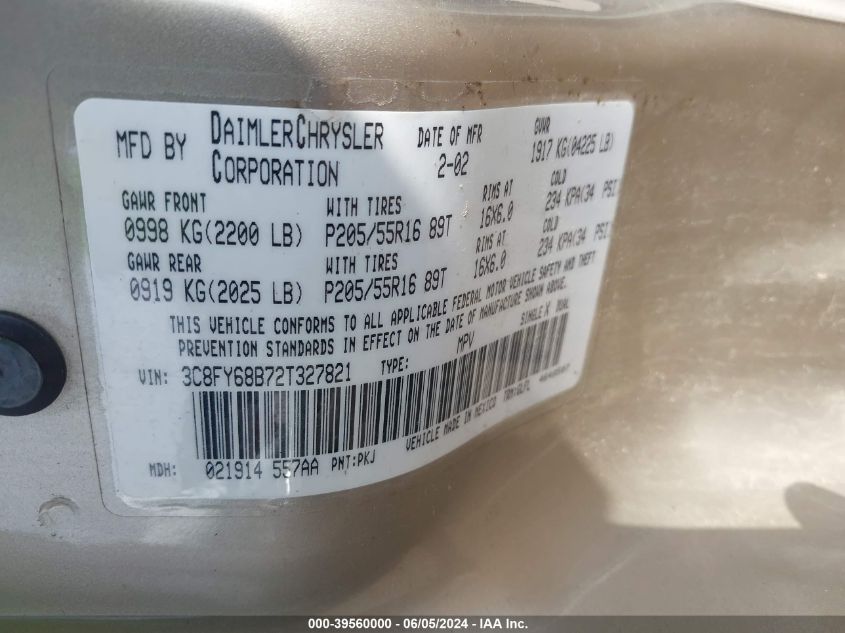 MFD BY DAIMLERCHRYSLER CORPORATION DATE OF MFR 2-02 GVWR 1917 KG(04225 LB)
GAWR FRONT WITH TIRES RIMS AT COLD
0998 KG(2200 LB) P205/55R16 89T 16X6.0 234 KPA(34 PSI
GAWR REAR WITH TIRES RIMS AT COLD
0919 KG(2025 LB) P205/55R16 89T 16X6.0 234 KPA(34 PSI
THIS VEHICLE CONFORMS TO ALL APPLICABLE FEDERAL MOTOR VEHICLE SAFETY AND THEFT
PREVENTION STANDARDS IN EFFECT ON THE DATE OF MANUFACTURE SHOWN ABOVE.
VIN: 3C8FY68B72T327821 TYPE: MPV SINGLE X DUAL
VEHICLE MADE IN MEXICO
MDH: 021914 557AA PNT:PKJ
000-39560000 - 06/05/2024 - IAA Inc.